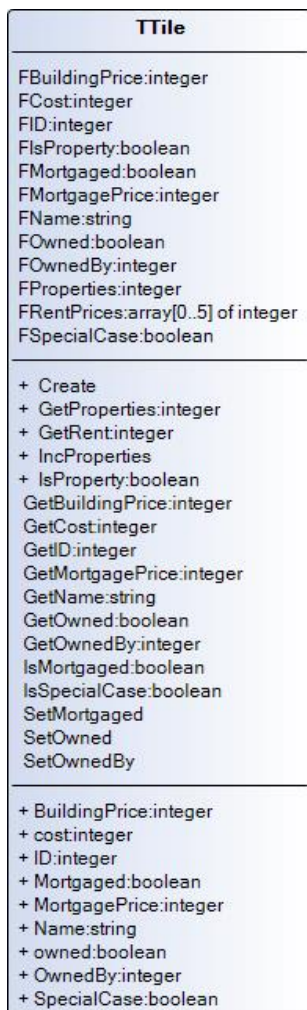 TTile
FBuildingPrice:integer
FCost:integer
FID:integer
FIsProperty:boolean
FMortgaged:boolean
FMortgagePrice:integer
FName:string
FOwned:boolean
FOwnedBy:integer
FProperties:integer
FRentPrices:array[0..5] of integer
FSpecialCase:boolean
+ Create
+ GetProperties:integer
+ GetRent:integer
+ IncProperties
+ IsProperty:boolean
GetBuildingPrice:integer
GetCost:integer
GetID:integer
GetMortgagePrice:integer
GetName:string
GetOwned:boolean
GetOwnedBy:integer
IsMortgaged:boolean
IsSpecialCase:boolean
SetMortgaged
SetOwned
SetOwnedBy
+ BuildingPrice:integer
+ cost:integer
+ ID:integer
+ Mortgaged:boolean
+ MortgagePrice:integer
+ Name:string
+ owned:boolean
+ OwnedBy:integer
+ SpecialCase:boolean